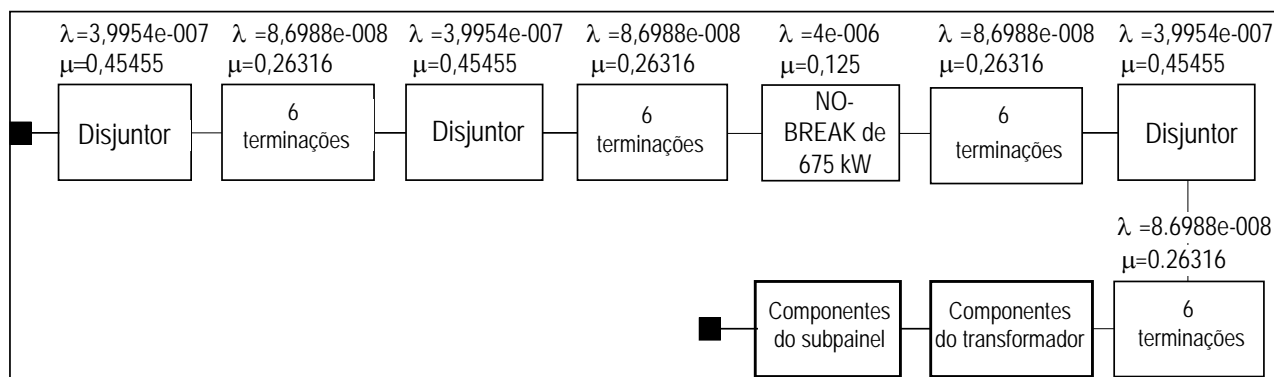 λ=3,9954e-007
μ=0,45455
Disjuntor
λ =8,6988e-008
μ=0,26316
6
terminações
λ =3,9954e-007
μ=0,45455
Disjuntor
λ =8,6988e-008
μ=0,26316
6
terminações
λ =4e-006
μ=0,125
NO-
BREAK de
675 kW
λ =8,6988e-008
μ=0,26316
6
terminações
λ =3,9954e-007
μ=0,45455
Disjuntor
λ =8.6988e-008
μ=0.26316
6
terminações
Componentes
do transformador
Componentes
do subpainel